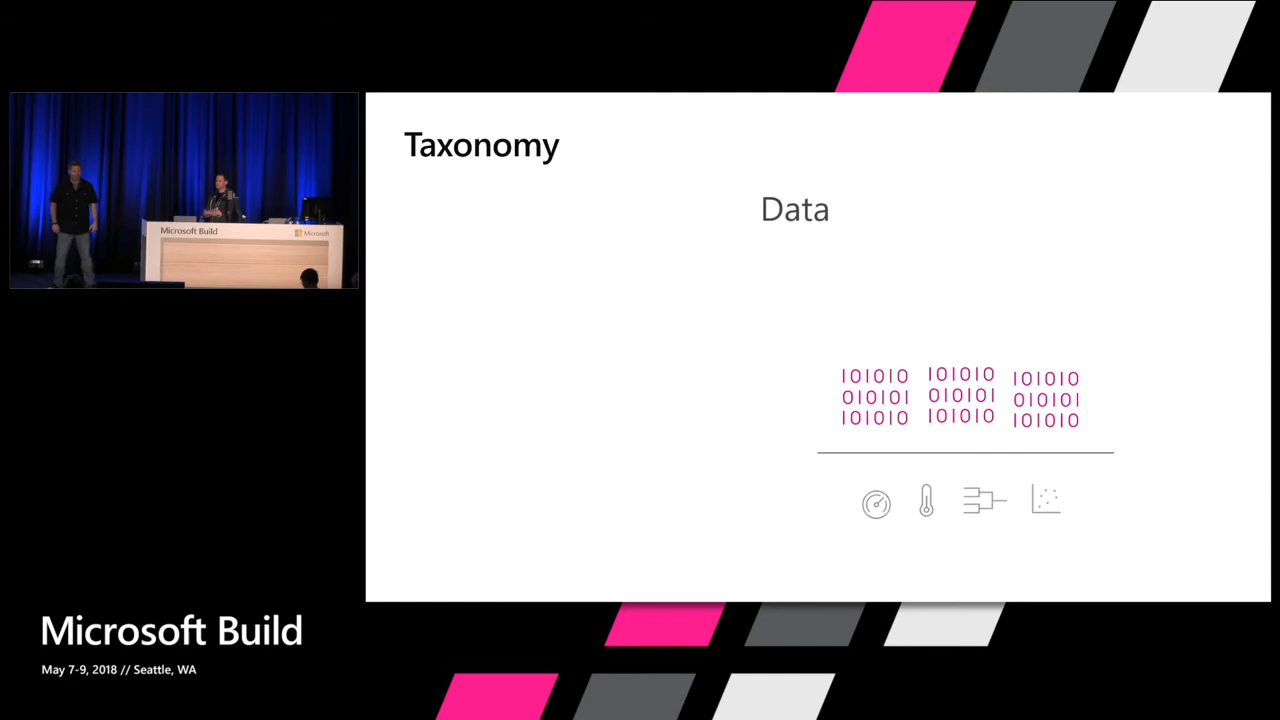 Taxonomy
Data
101010 101010 101010
010101 010101 010101
101010 101010 101010
Microsoft Build
Microsoft
Microsoft Build
May 7-9, 2018 // Seattle, WA